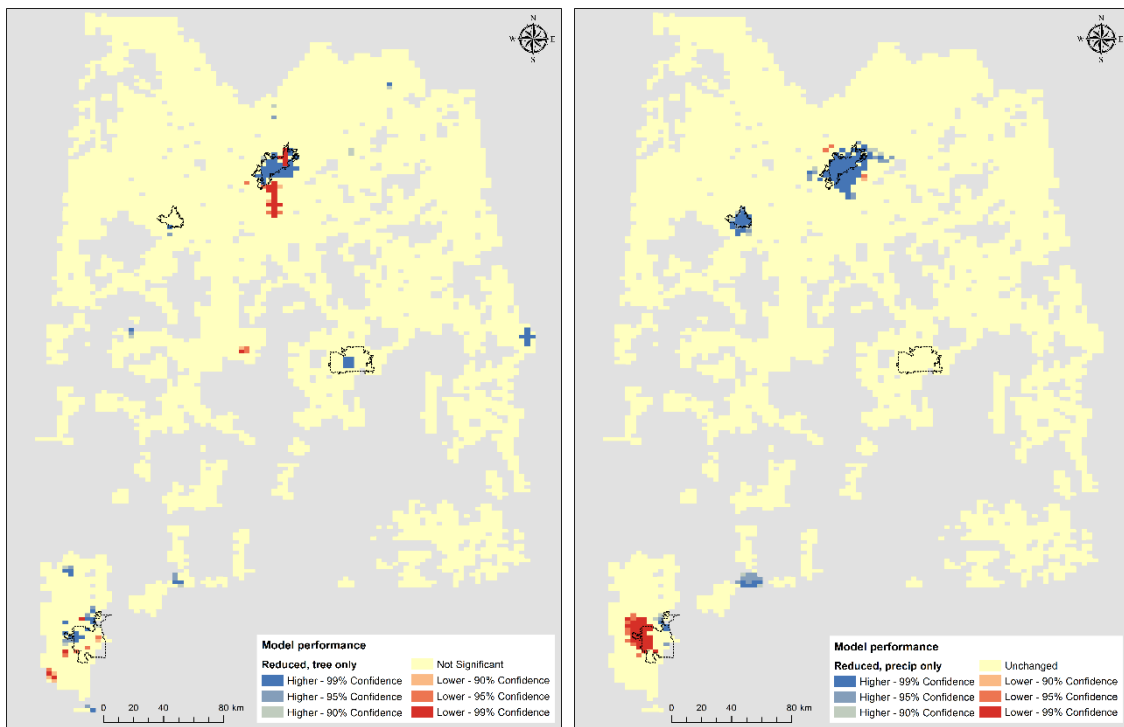 N
W E
S
Model performance
Reduced, tree only
Not Significant
Higher - 99% Confidence
Lower - 90% Confidence
Higher - 95% Confidence
Lower - 95% Confidence
Higher - 90% Confidence
Lower - 99% Confidence
0 20 40 80 km
N
W E
S
Model performance
Reduced, precip only
Unchanged
Higher - 99% Confidence
Lower - 90% Confidence
Higher - 95% Confidence
Lower - 95% Confidence
Higher - 90% Confidence
Lower - 99% Confidence
0 20 40 80 km